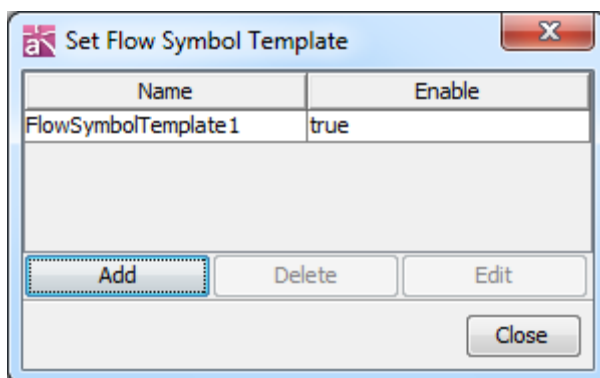 Set Flow Symbol Template
Name Enable
FlowSymbolTemplate1 true
Add Delete Edit
Close